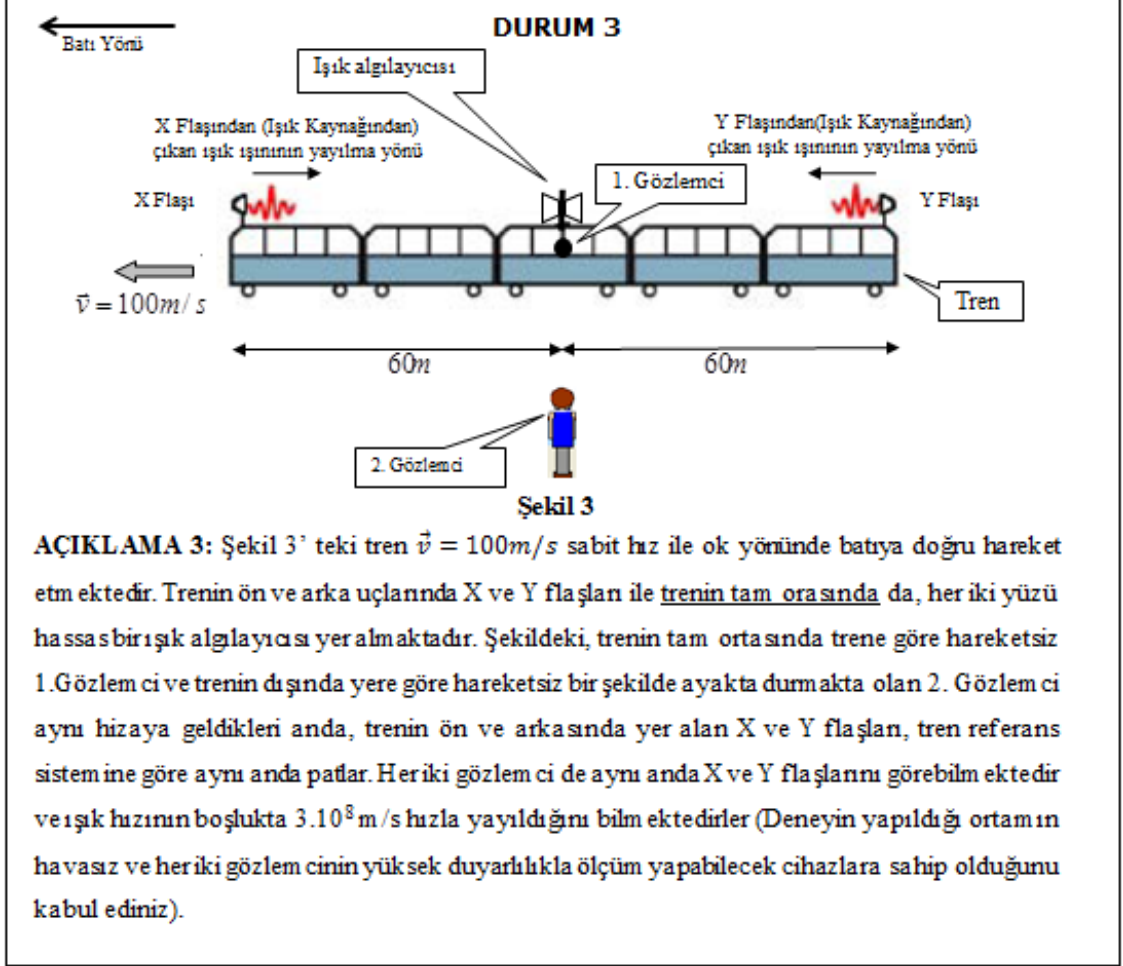 DURUM 3
Batı Yönü
Işık algılayıcısı
X Flaşından (Işık Kaynağından)
çıkan ışık ışınının yayılma yönü
Y Flaşından(Işık Kaynağından)
çıkan ışık ışınının yayılma yönü
1. Gözlemci
X Flaşı
Y Flaşı
v⃗ = 100m/ s
Tren
60m
60m
2. Gözlemci
Şekil 3
AÇIKLAMA 3: Şekil 3’ teki tren v⃗ = 100m/s sabit hız ile ok yönünde batıya doğru hareket
etmektedir. Trenin ön ve arka uçlarında X ve Y flaşları ile trenin tam orasında da, her iki yüzü
hassas bir ışık algılayıcısı yer almaktadır. Şekildeki, trenin tam ortasında trene göre hareketsiz
1.Gözlemci ve trenin dışında yere göre hareketsiz bir şekilde ayakta durmakta olan 2. Gözlemci
aynı hizaya geldikleri anda, trenin ön ve arkasında yer alan X ve Y flaşları, tren referans
sistemine göre aynı anda patlar. Her iki gözlemci de aynı anda X ve Y flaşlarını görebilmektedir
ve ışık hızının boşlukta 3.10⁸ m/s hızla yayıldığını bilmektedirler (Deneyin yapıldığı ortamın
havasız ve her iki gözlemcinin yüksek duyarlılıkla ölçüm yapabilecek cihazlara sahip olduğunu
kabul ediniz).